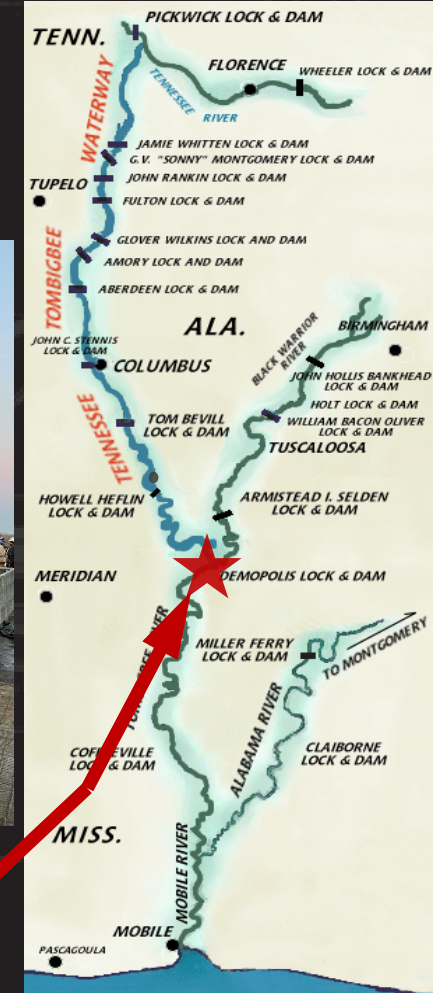 PICKWICK LOCK & DAM
TENN.
FLORENCE
WHEELER LOCK & DAM
TENNESSEE
RIVER
WATERWAY
JAMIE WHITTEN LOCK & DAM
G.V. "SONNY" MONTGOMERY LOCK & DAM
JOHN RANKIN LOCK & DAM
TUPELO
FULTON LOCK & DAM
GLOVER WILKINS LOCK AND DAM
AMORY LOCK AND DAM
TOMBIGBEE
ABERDEEN LOCK & DAM
ALA.
BLACK WARRIOR
RIVER
BIRMINGHAM
JOHN C. STENNIS
LOCK & DAM
COLUMBUS
JOHN HOLLIS BANKHEAD
LOCK & DAM
HOLT LOCK & DAM
WILLIAM BACON OLIVER
LOCK & DAM
TENNESSEE
TOM BEVILL
LOCK & DAM
TUSCALOOSA
HOWELL HEFLIN
LOCK & DAM
ARMISTEAD I. SELDEN
LOCK & DAM
MERIDIAN
DEMOPOLIS LOCK & DAM
RIVER
MILLER FERRY
LOCK & DAM
TO MONTGOMERY
ALABAMA RIVER
CLAIBORNE
LOCK & DAM
LOCK & DAM
MISS.
MOBILE RIVER
MOBILE
PASCAGOULA